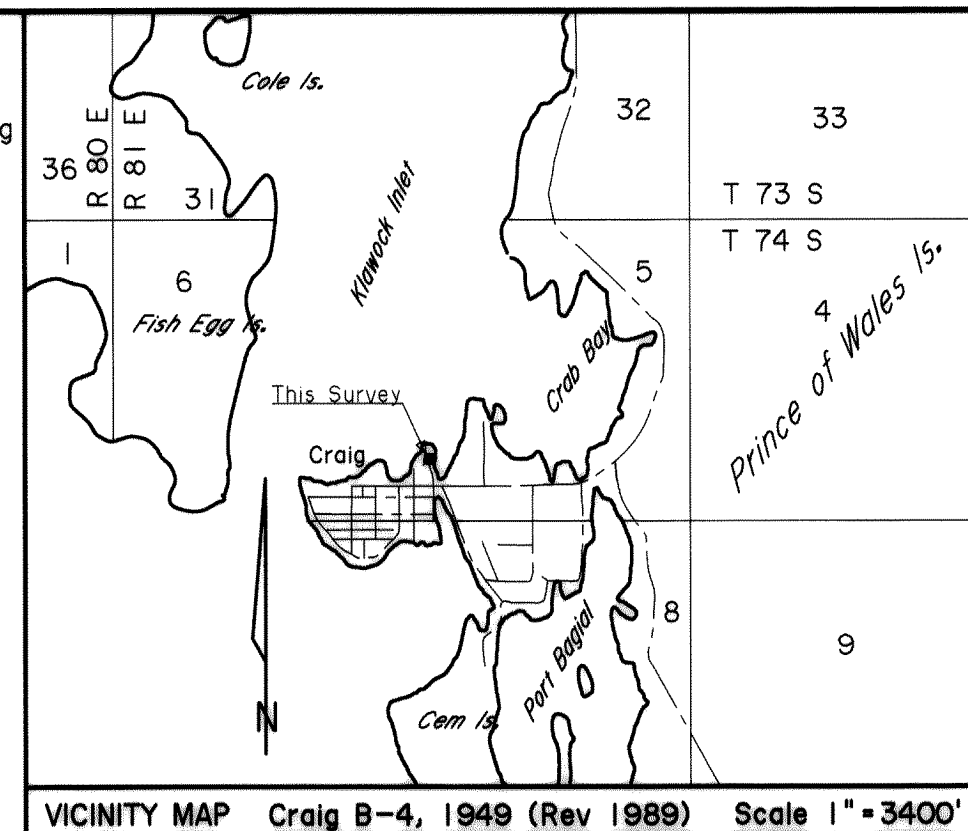 Cole Is.
32
33
g
36
R 80 E
R 81 E
31
Klawock Inlet
T 73 S
T 74 S
1
6
5
4
Fish Egg Is.
Prince of Wales Is.
Crab Bay
This Survey
Craig
8
9
Port Bagial
Cem Is.
N
VICINITY MAP Craig B-4, 1949 (Rev 1989) Scale 1"=3400'